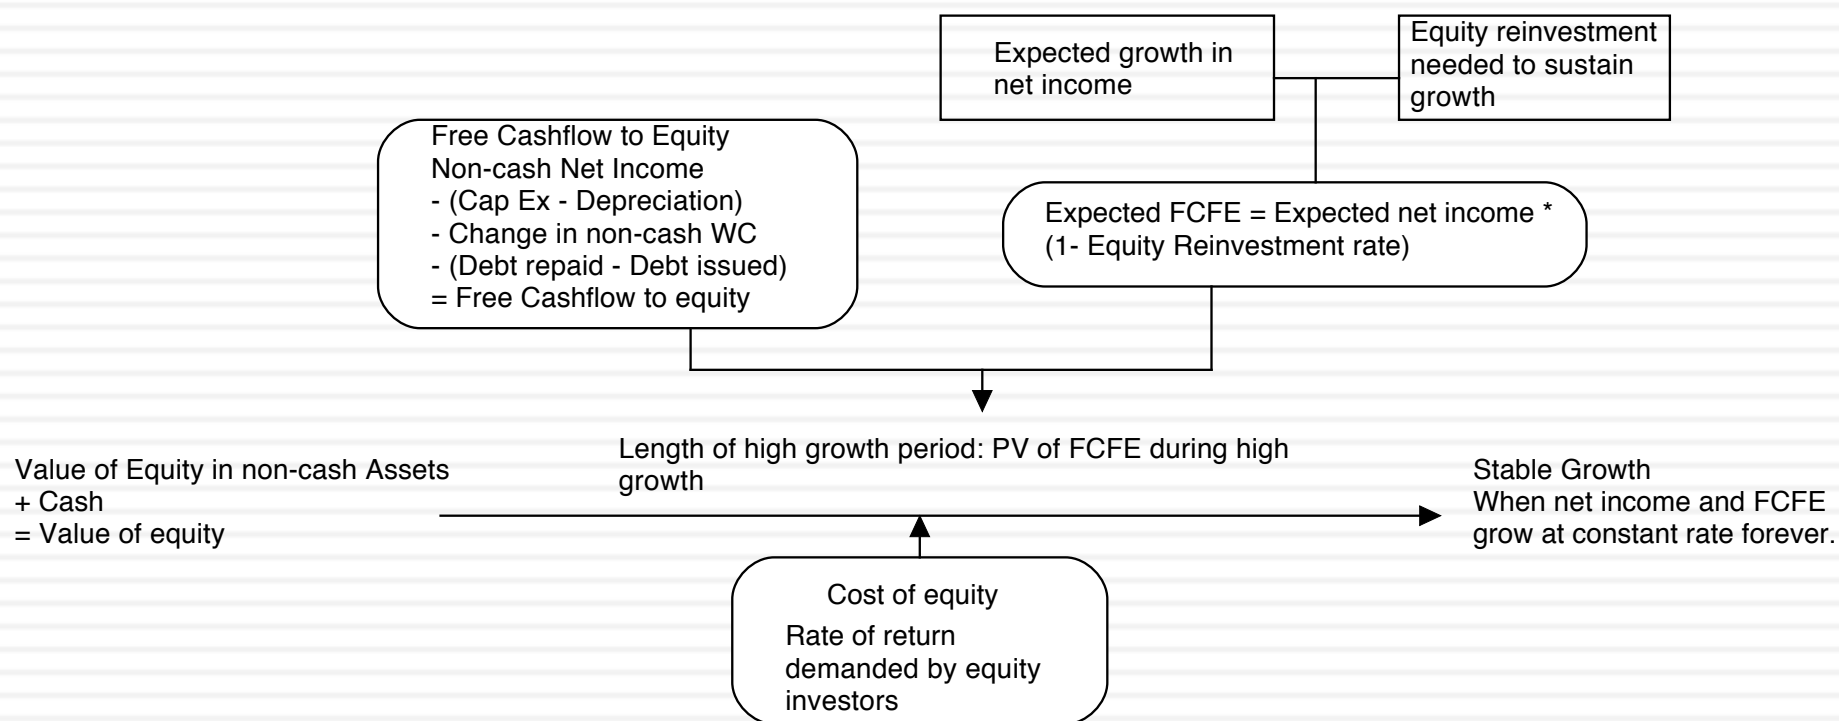 Expected growth in
net income
Equity reinvestment
needed to sustain
growth
Free Cashflow to Equity
Non-cash Net Income
- (Cap Ex - Depreciation)
- Change in non-cash WC
- (Debt repaid - Debt issued)
= Free Cashflow to equity
Expected FCFE = Expected net income *
(1- Equity Reinvestment rate)
Length of high growth period: PV of FCFE during high
growth
Value of Equity in non-cash Assets
+ Cash
= Value of equity
Stable Growth
When net income and FCFE
grow at constant rate forever.
Cost of equity
Rate of return
demanded by equity
investors